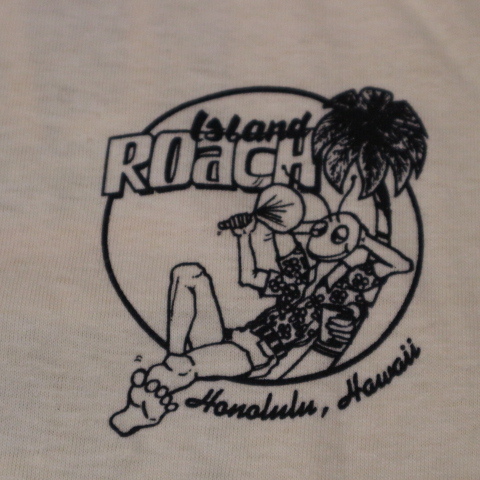 Island
ROaCH
Honolulu, Hawaii